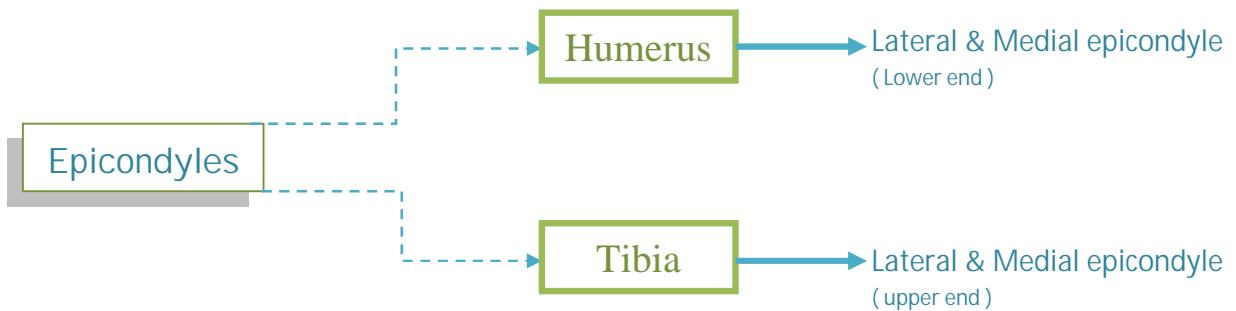 Epicondyles
Humerus
Lateral & Medial epicondyle
( Lower end )
Tibia
Lateral & Medial epicondyle
( upper end )